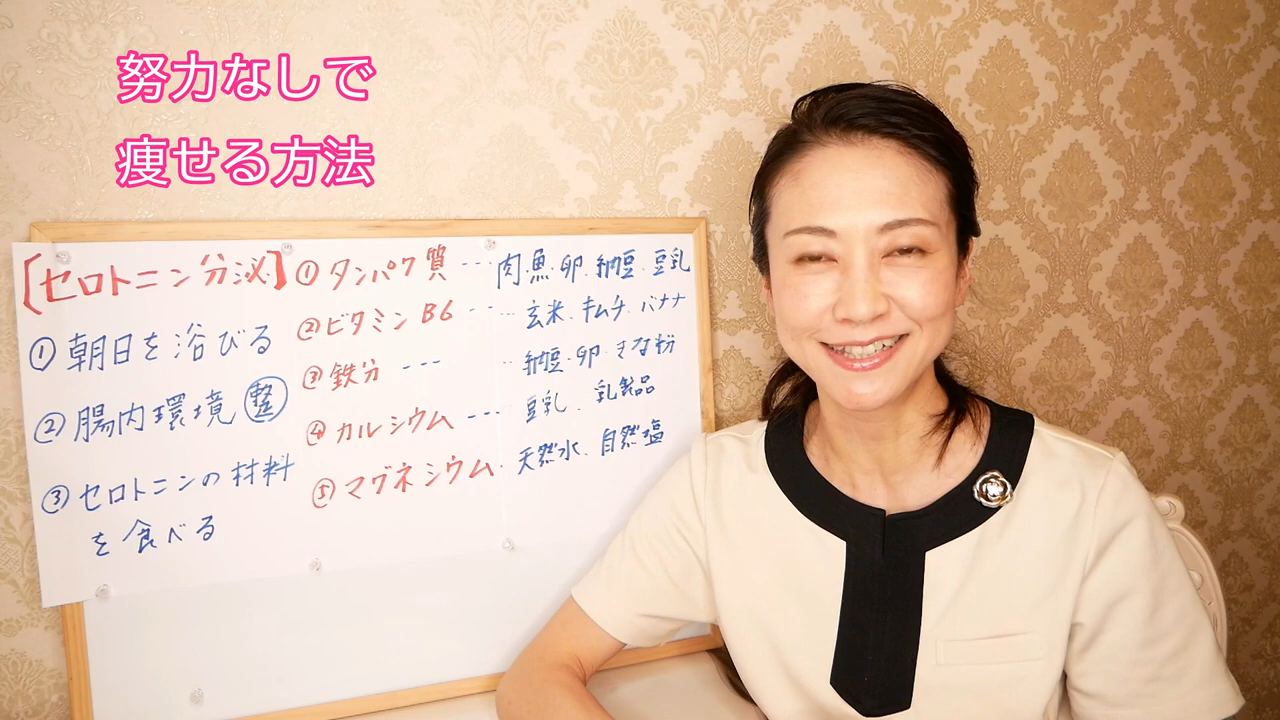 努力なしで
痩せる方法
[セロトニン分泌]
① 朝日を浴びる
② 腸内環境 整
③ セロトニンの材料
を食べる
① タンパク質 --- 肉・魚・卵・納豆・豆乳
② ビタミンB6 --- 玄米・キムチ・バナナ
③ 鉄分 --- 納豆・卵・きな粉
④ カルシウム --- 豆乳、乳製品
⑤ マグネシウム・天然水、自然塩